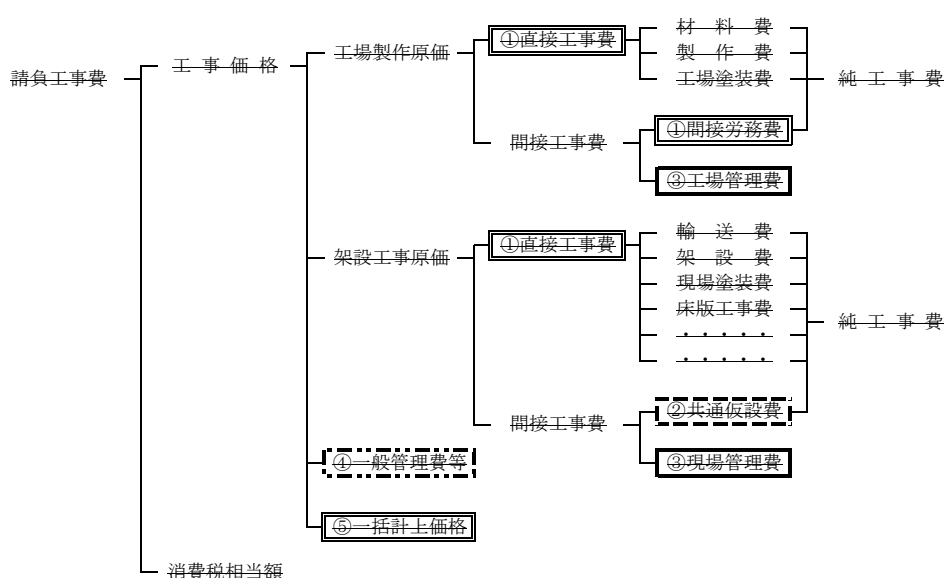 材 料 費
①直接工事費
製 作 費
工場製作原価
工 事 価 格
請負工事費
工場塗装費
純 工 事 費
①間接労務費
間接工事費
③工場管理費
輸 送 費
①直接工事費
架設工事原価
架 設 費
現場塗装費
床版工事費
純 工 事 費
・・・・・
・・・・・
②共通仮設費
間接工事費
④一般管理費等
③現場管理費
⑤一括計上価格
消費税相当額